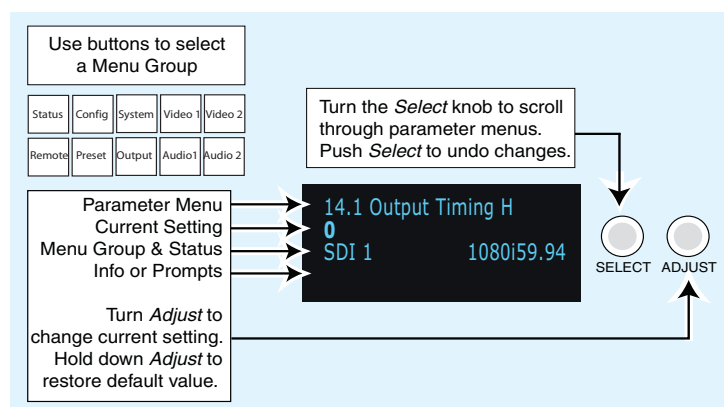 Use buttons to select
a Menu Group
Status Config System Video 1 Video 2
Remote Preset Output Audio1 Audio 2
Turn the Select knob to scroll
through parameter menus.
Push Select to undo changes.
Parameter Menu
Current Setting
Menu Group & Status
Info or Prompts
14.1 Output Timing H
0
SDI 1 1080i59.94
SELECT ADJUST
Turn Adjust to
change current setting.
Hold down Adjust to
restore default value.